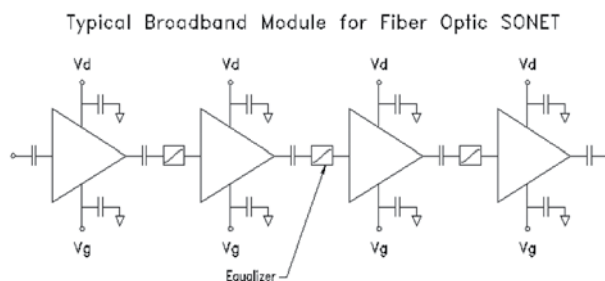 Typical Broadband Module for Fiber Optic SONET
Vd Vd Vd Vd
Vg Vg Vg Vg
Equalizer